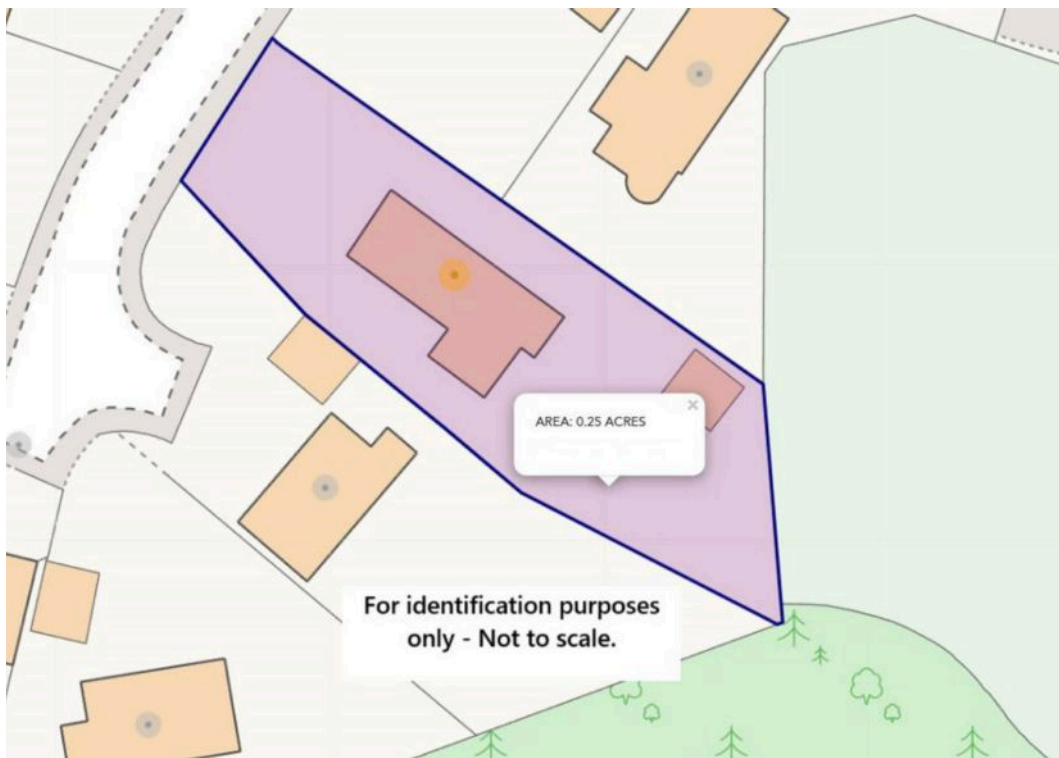 AREA: 0.25 ACRES
For identification purposes
only - Not to scale.